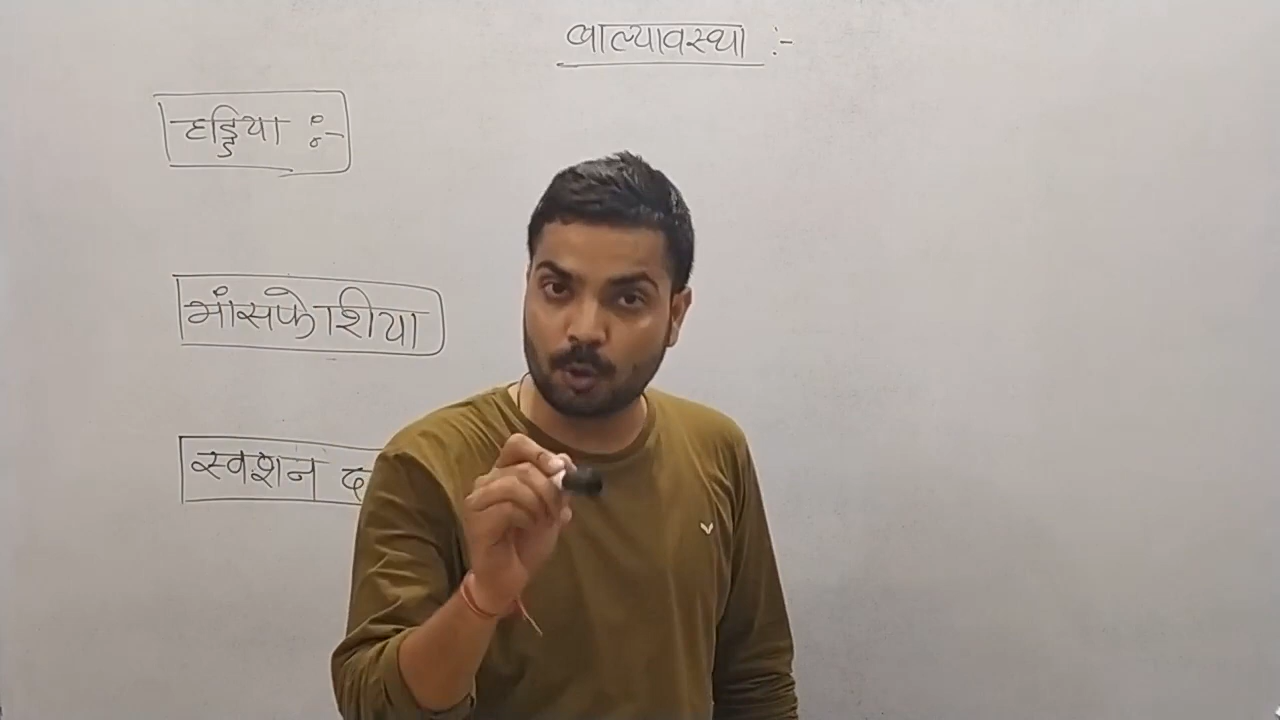 बाल्यावस्था :-
हड्डिया :-
मांसपेशिया
स्वशन